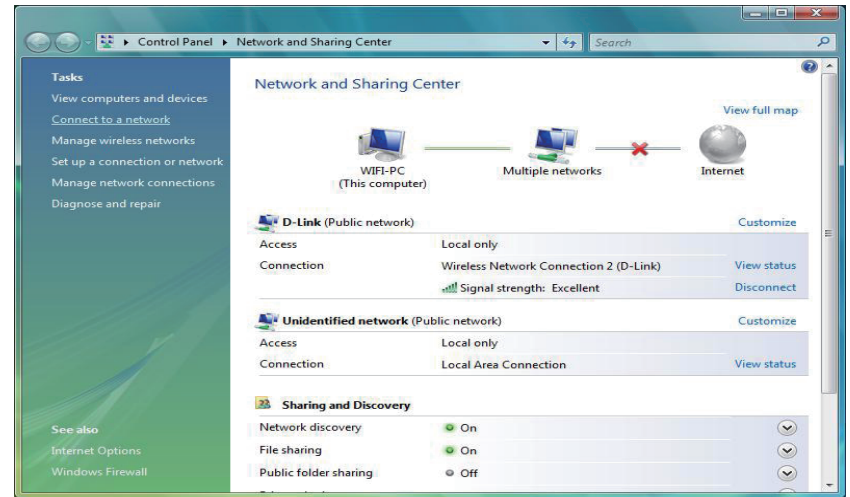 Control Panel ▸ Network and Sharing Center
Search
Tasks
View computers and devices
Connect to a network
Manage wireless networks
Set up a connection or network
Manage network connections
Diagnose and repair
See also
Internet Options
Windows Firewall
Network and Sharing Center
View full map
WIFI-PC
(This computer)
Multiple networks
Internet
D-Link (Public network) Customize
Access Local only
Connection Wireless Network Connection 2 (D-Link) View status
Signal strength: Excellent Disconnect
Unidentified network (Public network) Customize
Access Local only
Connection Local Area Connection View status
Sharing and Discovery
Network discovery On
File sharing On
Public folder sharing Off